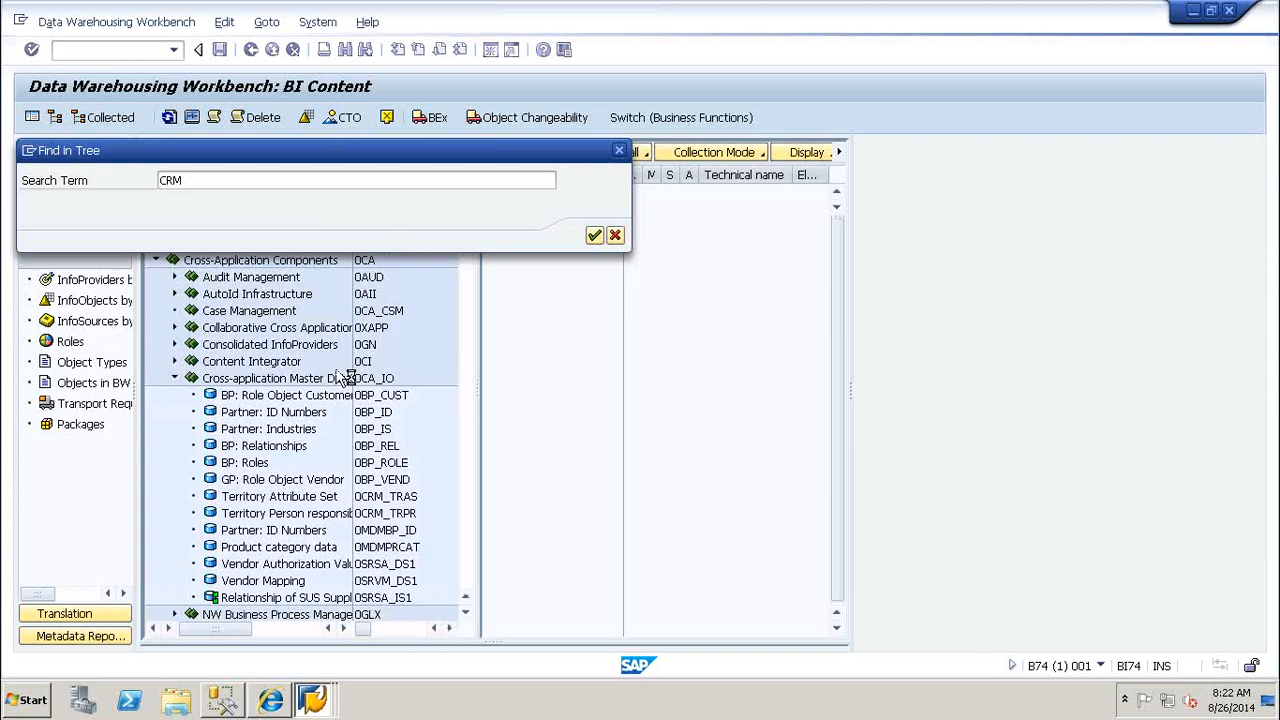 Data Warehousing Workbench Edit Goto System Help
Data Warehousing Workbench: BI Content
Collected Delete CTO BEx Object Changeability Switch (Business Functions)
Find in Tree
Search Term CRM
all Collection Mode Display
M S A Technical name El...
Cross-Application Components 0CA
Audit Management 0AUD
AutoId Infrastructure 0AII
Case Management 0CA_CSM
Collaborative Cross Application 0XAPP
Consolidated InfoProviders 0GN
Content Integrator 0CI
Cross-application Master D 0CA_IO
BP: Role Object Customer 0BP_CUST
Partner: ID Numbers 0BP_ID
Partner: Industries 0BP_IS
BP: Relationships 0BP_REL
BP: Roles 0BP_ROLE
GP: Role Object Vendor 0BP_VEND
Territory Attribute Set 0CRM_TRAS
Territory Person responsit 0CRM_TRPR
Partner: ID Numbers 0MDMBP_ID
Product category data 0MDMPRCAT
Vendor Authorization Valu 0SRSA_DS1
Vendor Mapping 0SRVM_DS1
Relationship of SUS Suppl 0SRSA_IS1
NW Business Process Manage 0GLX
InfoProviders b
InfoObjects by
InfoSources by
Roles
Object Types
Objects in BW
Transport Req
Packages
Translation
Metadata Repo...
SAP
B74 (1) 001 BI74 INS
Start
8:22 AM
8/26/2014